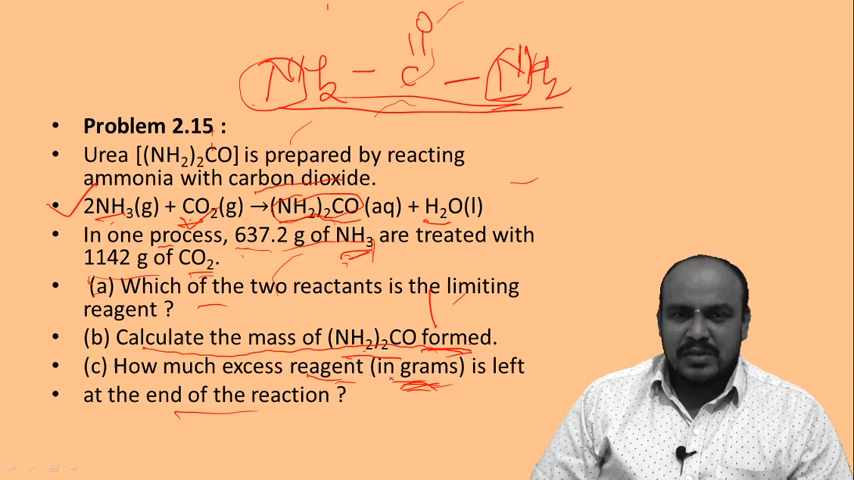 O
NH2 – C – NH2
• Problem 2.15 :
• Urea [(NH₂)₂CO] is prepared by reacting
ammonia with carbon dioxide.
• 2NH₃(g) + CO₂(g) →(NH₂)₂CO (aq) + H₂O(l)
• In one process, 637.2 g of NH₃ are treated with
1142 g of CO₂.
• (a) Which of the two reactants is the limiting
reagent ?
• (b) Calculate the mass of (NH₂)₂CO formed.
• (c) How much excess reagent (in grams) is left
• at the end of the reaction ?